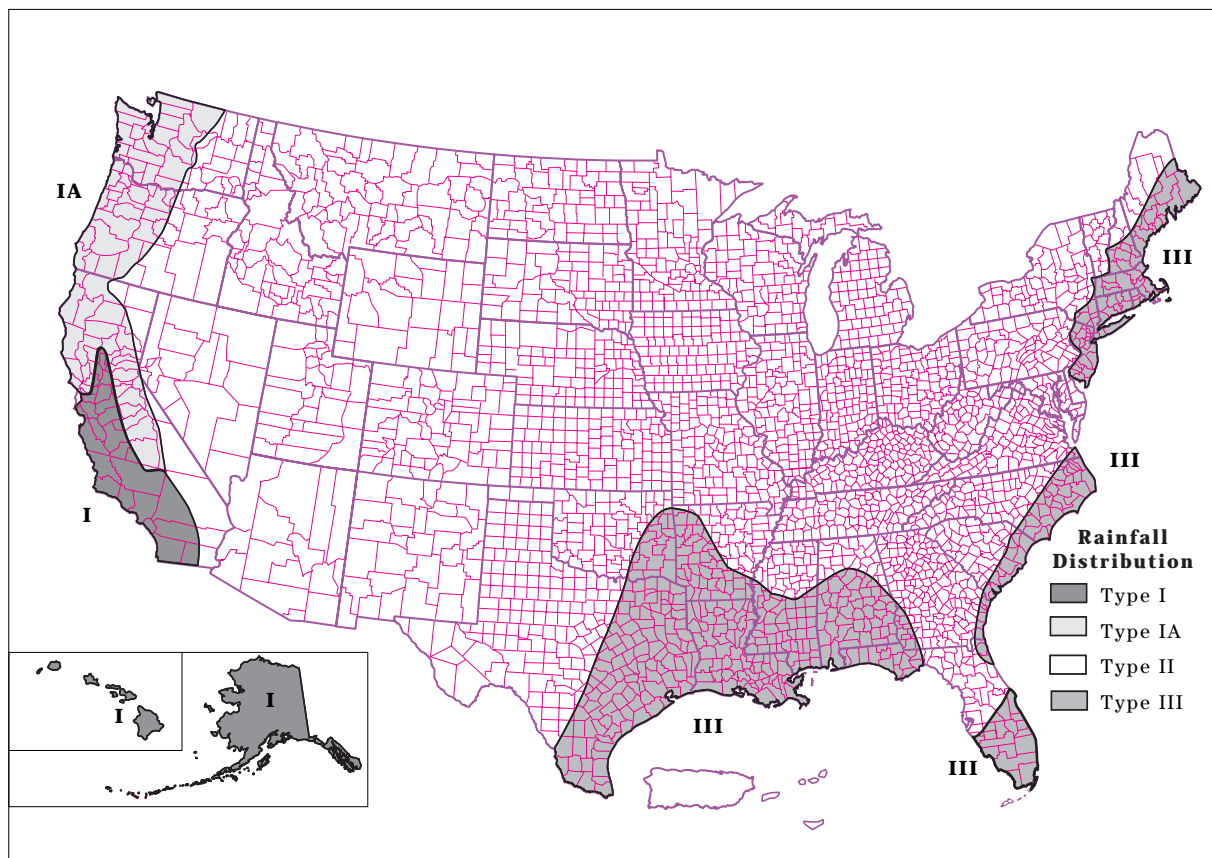 IA
III
III
I
Rainfall
Distribution
Type I
Type IA
Type II
Type III
I
I
III
III